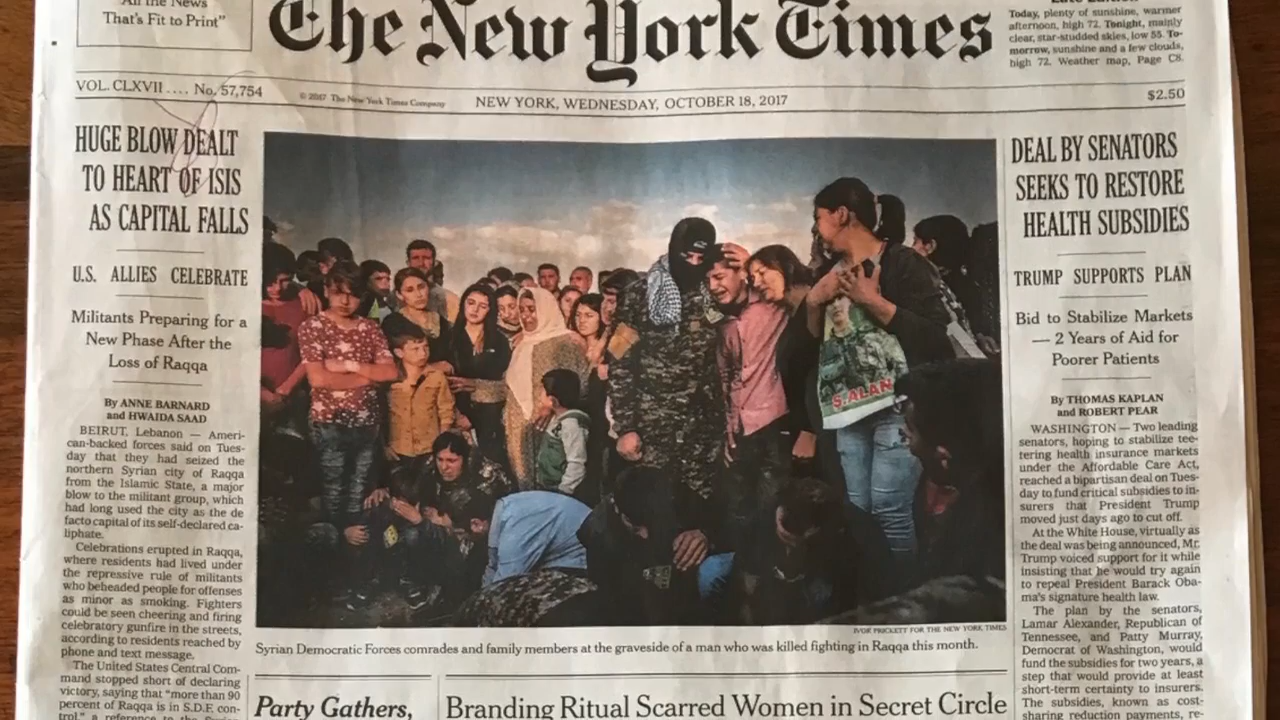 "All the News
That's Fit to Print"
The New York Times
Late Edition
Today, plenty of sunshine, warmer
afternoon, high 72. Tonight, mainly
clear, star-studded skies, low 55. To-
morrow, sunshine and a few clouds,
high 72. Weather map, Page C8.
VOL. CLXVII .... No. 57,754
© 2017 The New York Times Company
NEW YORK, WEDNESDAY, OCTOBER 18, 2017
$2.50
HUGE BLOW DEALT
TO HEART OF ISIS
AS CAPITAL FALLS
U.S. ALLIES CELEBRATE
Militants Preparing for a
New Phase After the
Loss of Raqqa
By ANNE BARNARD
and HWAIDA SAAD
BEIRUT, Lebanon — Ameri-
can-backed forces said on Tues-
day that they had seized the
northern Syrian city of Raqqa
from the Islamic State, a major
blow to the militant group, which
had long used the city as the de
facto capital of its self-declared ca-
liphate.
Celebrations erupted in Raqqa,
where residents had lived under
the repressive rule of militants
who beheaded people for offenses
as minor as smoking. Fighters
could be seen cheering and firing
celebratory gunfire in the streets,
according to residents reached by
phone and text message.
The United States Central Com-
mand stopped short of declaring
victory, saying that "more than 90
percent of Raqqa is in S.D.F. con-
trol," a reference to the Syrian
S.ALAN
IVOR PRICKETT FOR THE NEW YORK TIMES
Syrian Democratic Forces comrades and family members at the graveside of a man who was killed fighting in Raqqa this month.
Party Gathers,
Branding Ritual Scarred Women in Secret Circle
DEAL BY SENATORS
SEEKS TO RESTORE
HEALTH SUBSIDIES
TRUMP SUPPORTS PLAN
Bid to Stabilize Markets
— 2 Years of Aid for
Poorer Patients
By THOMAS KAPLAN
and ROBERT PEAR
WASHINGTON — Two leading
senators, hoping to stabilize tee-
tering health insurance markets
under the Affordable Care Act,
reached a bipartisan deal on Tues-
day to fund critical subsidies to in-
surers that President Trump
moved just days ago to cut off.
At the White House, virtually as
the deal was being announced, Mr.
Trump voiced support for it while
insisting that he would try again
to repeal President Barack Oba-
ma's signature health law.
The plan by the senators,
Lamar Alexander, Republican of
Tennessee, and Patty Murray,
Democrat of Washington, would
fund the subsidies for two years, a
step that would provide at least
short-term certainty to insurers.
The subsidies, known as cost-
sharing reduction payments, re-